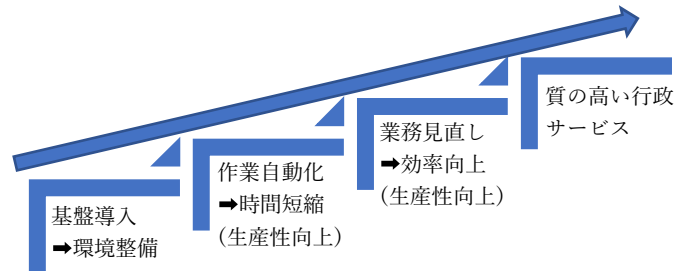 基盤導入
➡環境整備
作業自動化
➡時間短縮
(生産性向上)
業務見直し
➡効率向上
(生産性向上)
質の高い行政
サービス